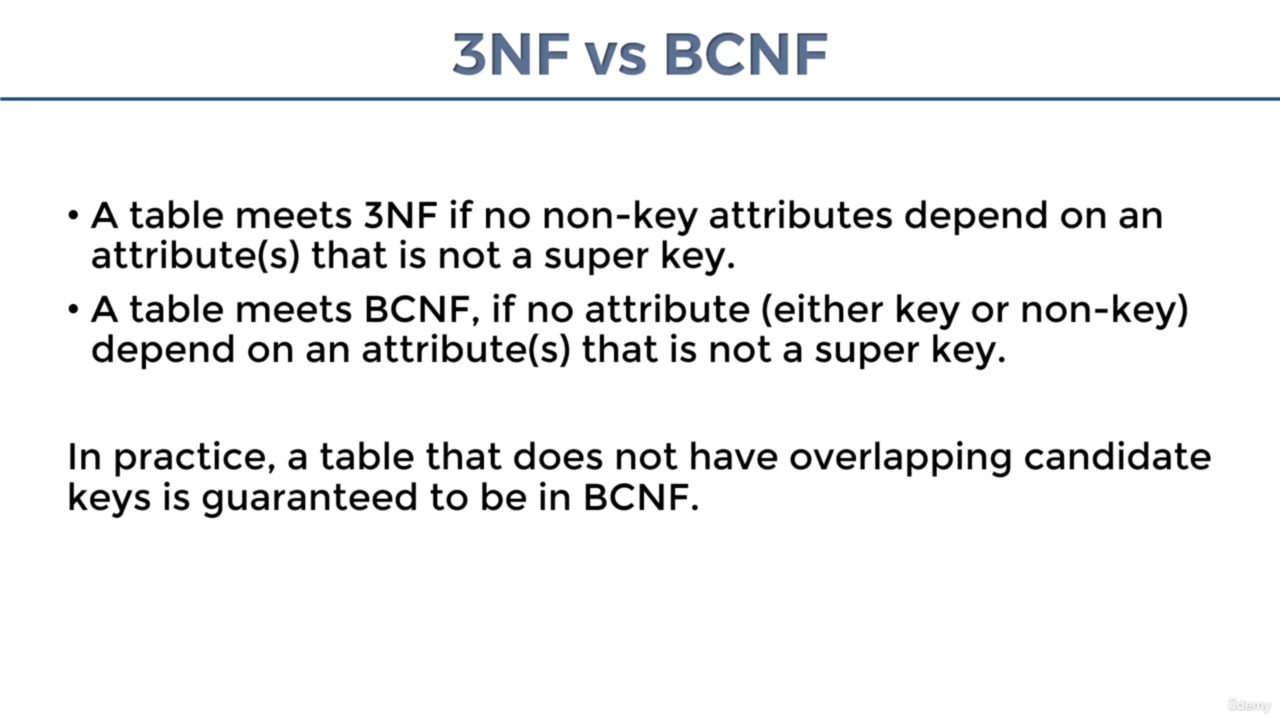 3NF vs BCNF
• A table meets 3NF if no non-key attributes depend on an
attribute(s) that is not a super key.
• A table meets BCNF, if no attribute (either key or non-key)
depend on an attribute(s) that is not a super key.
In practice, a table that does not have overlapping candidate
keys is guaranteed to be in BCNF.
ûdemy